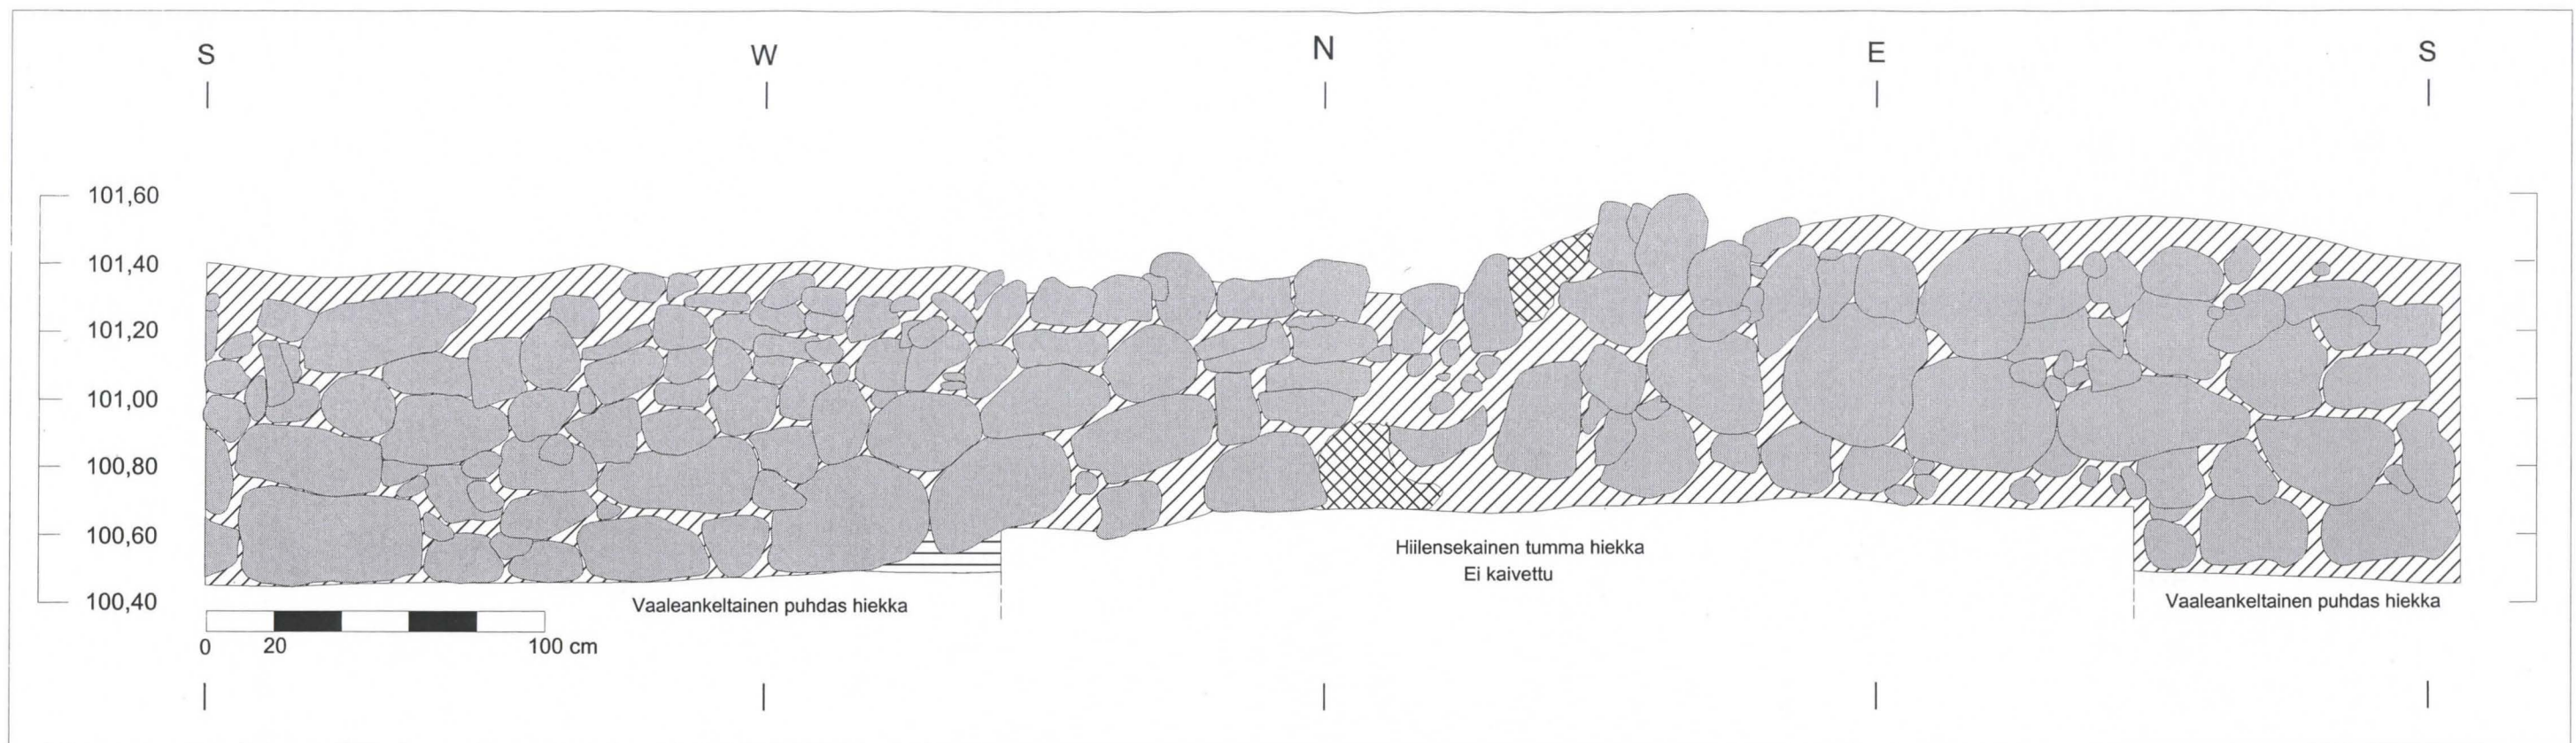 S W N E S
101,60
101,40
101,20
101,00
100,80
100,60
100,40
Hiilensekainen tumma hiekka
Ei kaivettu
Vaaleankeltainen puhdas hiekka
Vaaleankeltainen puhdas hiekka
0 20 100 cm